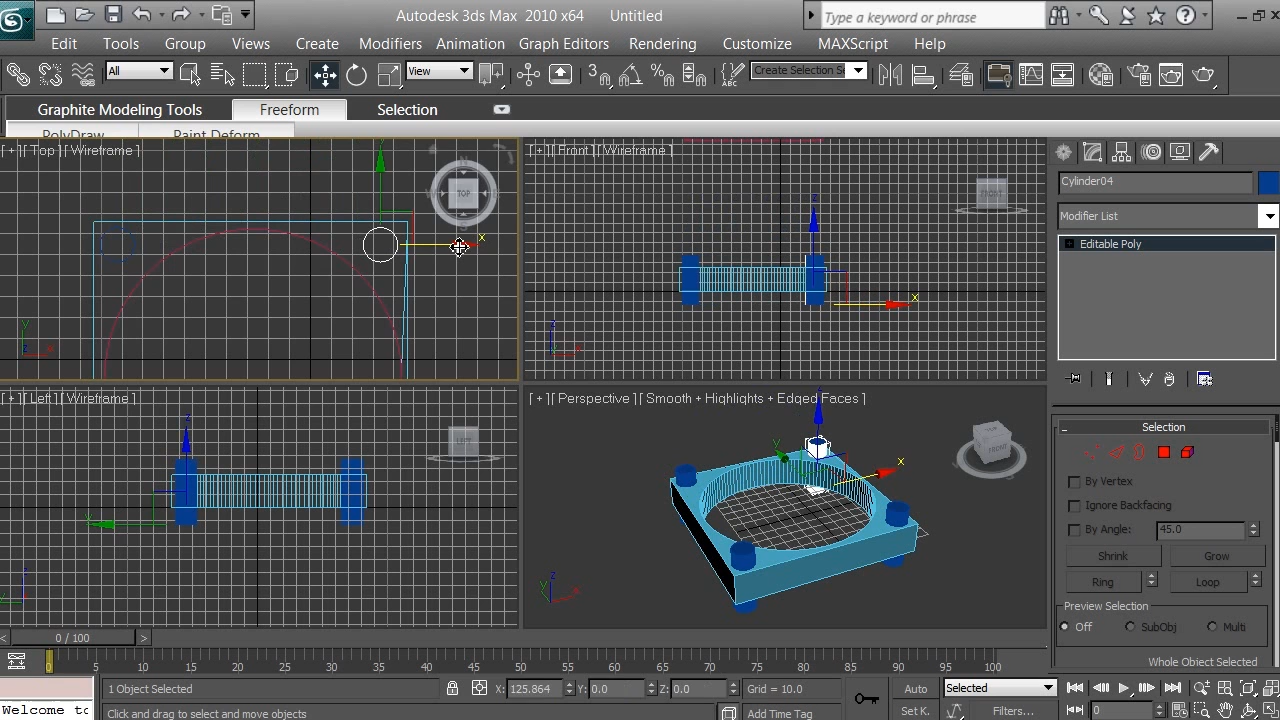 Autodesk 3ds Max 2010 x64 Untitled
Type a keyword or phrase
Edit Tools Group Views Create Modifiers Animation Graph Editors Rendering Customize MAXScript Help
All View Create Selection Se
Graphite Modeling Tools Freeform Selection
PolyDraw Paint Deform
[ + ] [ Top ] [ Wireframe ]
[ + ] [ Front ] [ Wireframe ]
N
TOP
S
x
FRONT
z
x
y
x
z
x
Cylinder04
Modifier List
Editable Poly
[ + ] [ Left ] [ Wireframe ]
[ + ] [ Perspective ] [ Smooth + Highlights + Edged Faces ]
z
LEFT
y
z
y
x
FRONT
z
y
z
y
x
- Selection
By Vertex
Ignore Backfacing
By Angle: 45.0
Shrink Grow
Ring Loop
Preview Selection
Off SubObj Multi
Whole Object Selected
< 0 / 100 >
0 5 10 15 20 25 30 35 40 45 50 55 60 65 70 75 80 85 90 95 100
1 Object Selected X: 125.864 Y: 0.0 Z: 0.0 Grid = 10.0 Auto Selected
Welcome to Click and drag to select and move objects Add Time Tag Set K. Filters... 0